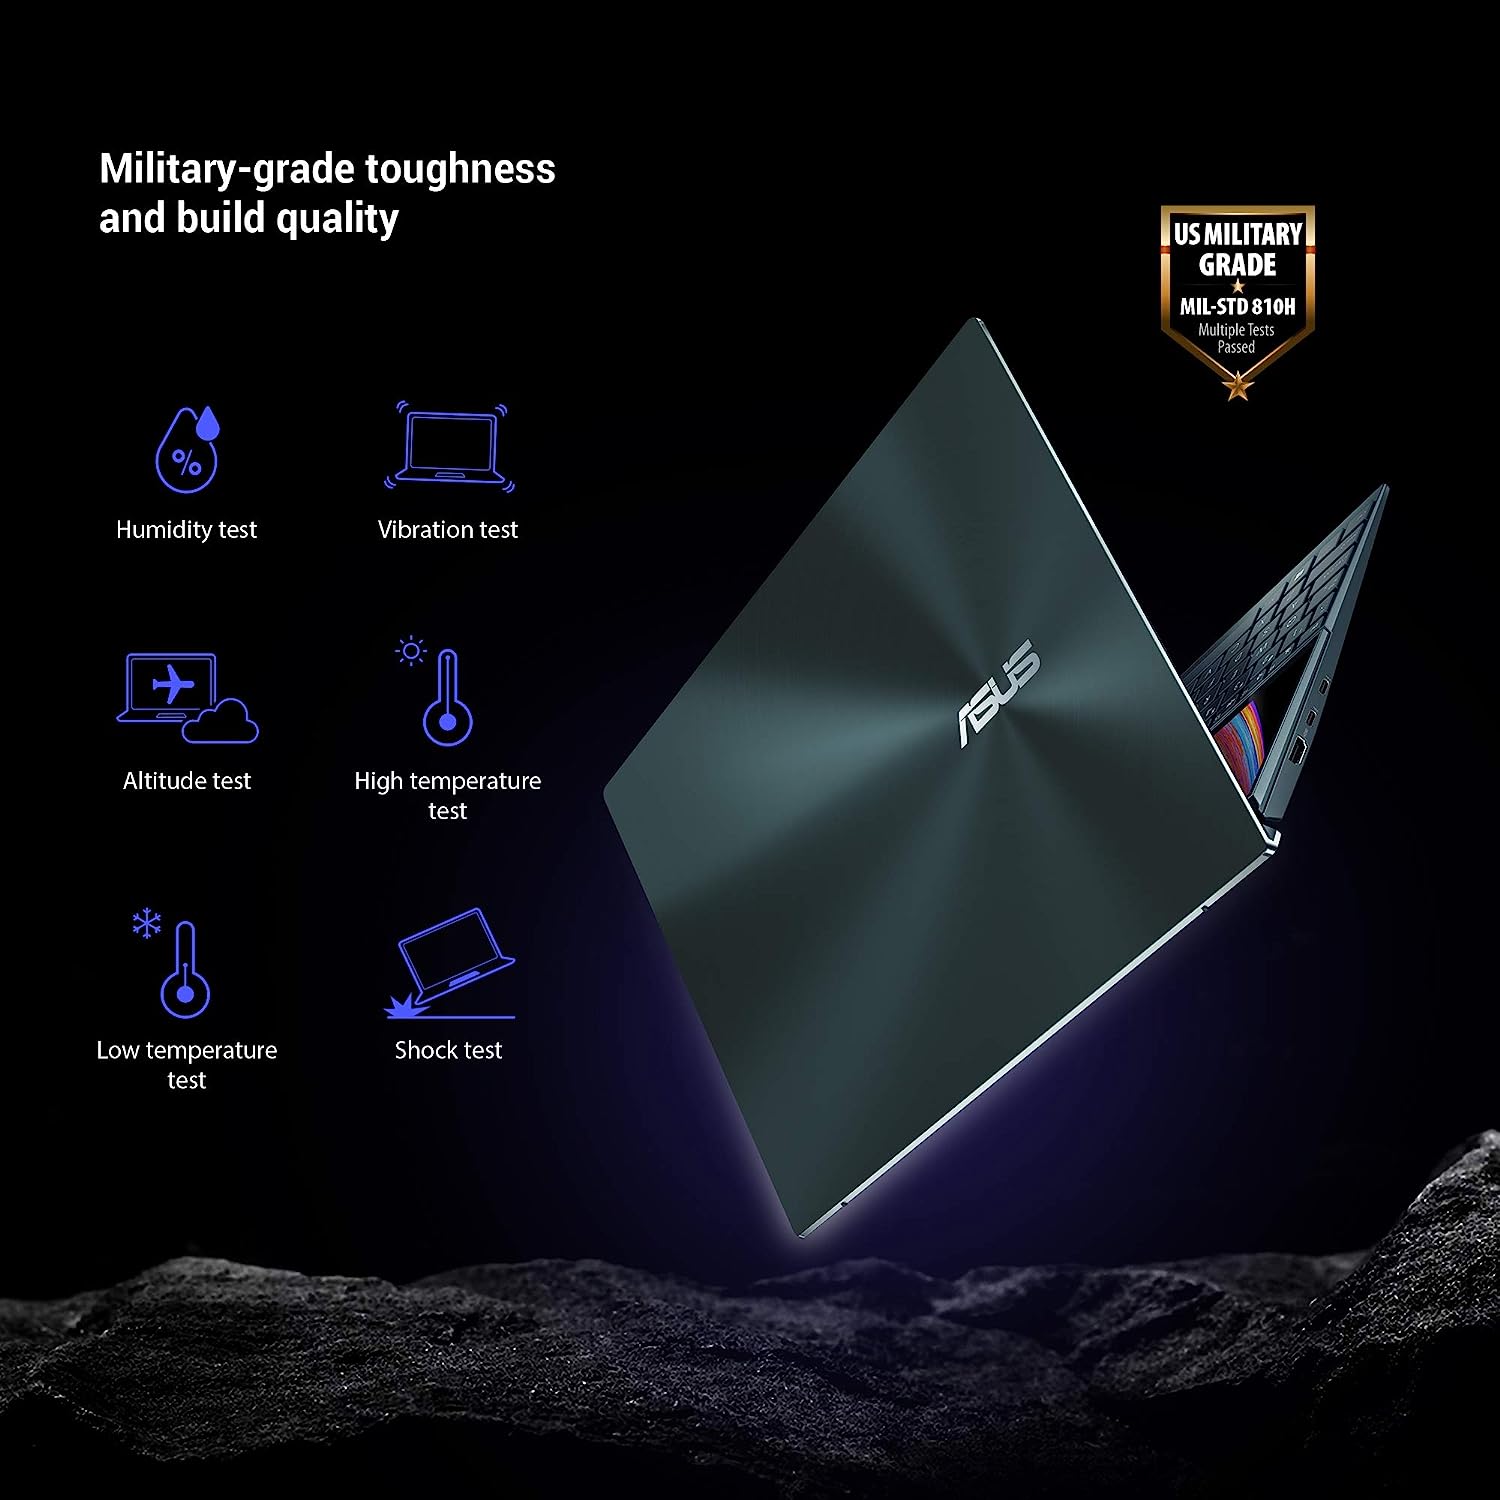 Military-grade toughness
and build quality
US MILITARY
GRADE
MIL-STD 810H
Multiple Tests
Passed
%
Humidity test
Vibration test
Altitude test
High temperature
test
Low temperature
test
Shock test
ASUS